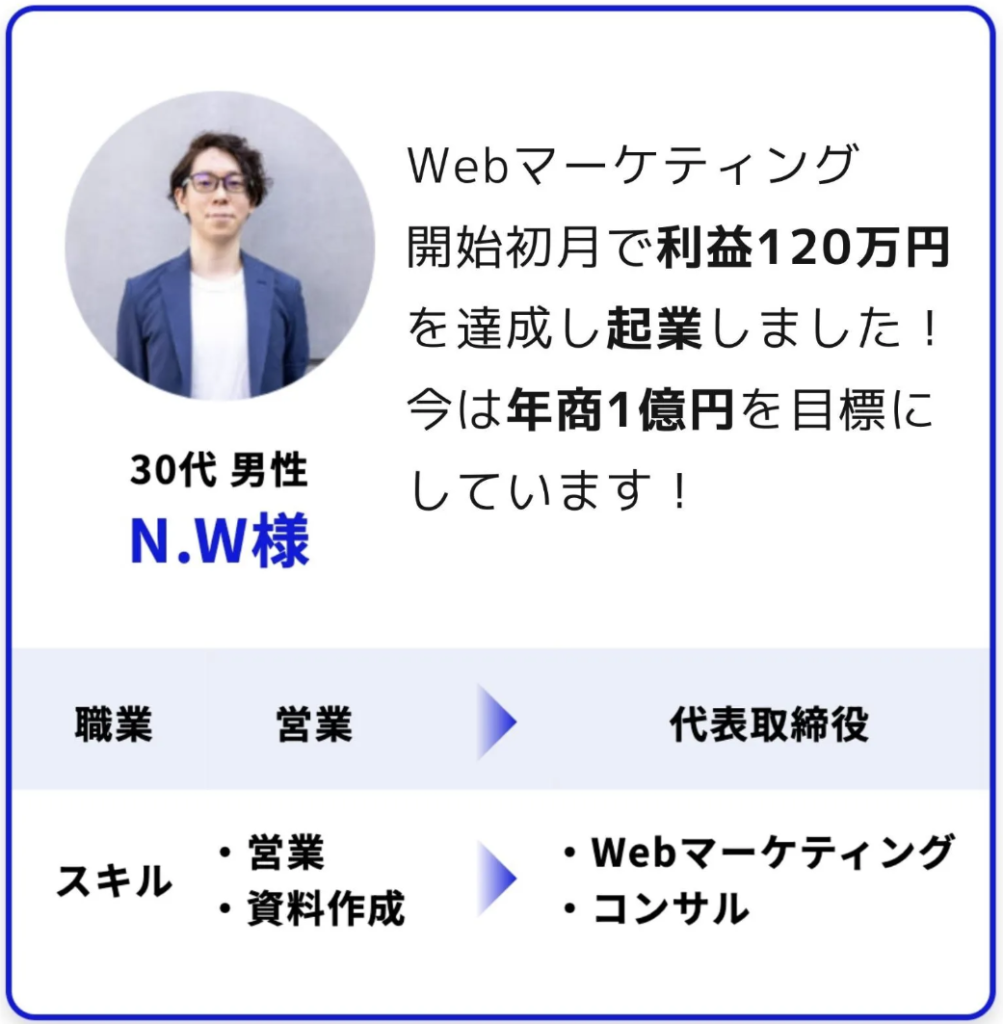 Webマーケティング
開始初月で利益120万円
を達成し起業しました！
今は年商1億円を目標に
しています！
30代 男性
N.W様
職業 営業 代表取締役
スキル
・営業
・資料作成
・Webマーケティング
・コンサル